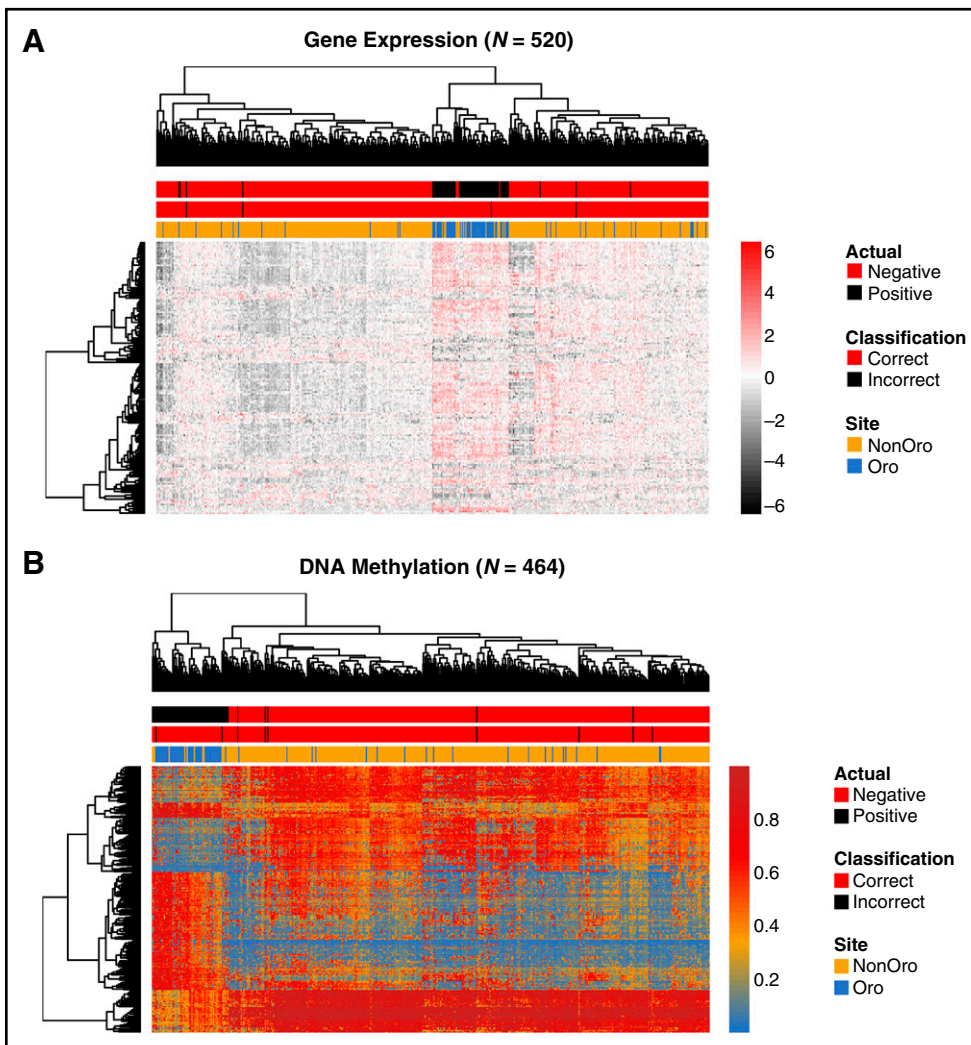 A
Gene Expression (N = 520)
6
4
2
0
–2
–4
–6
Actual
Negative
Positive
Classification
Correct
Incorrect
Site
NonOro
Oro
B
DNA Methylation (N = 464)
0.8
0.6
0.4
0.2
Actual
Negative
Positive
Classification
Correct
Incorrect
Site
NonOro
Oro